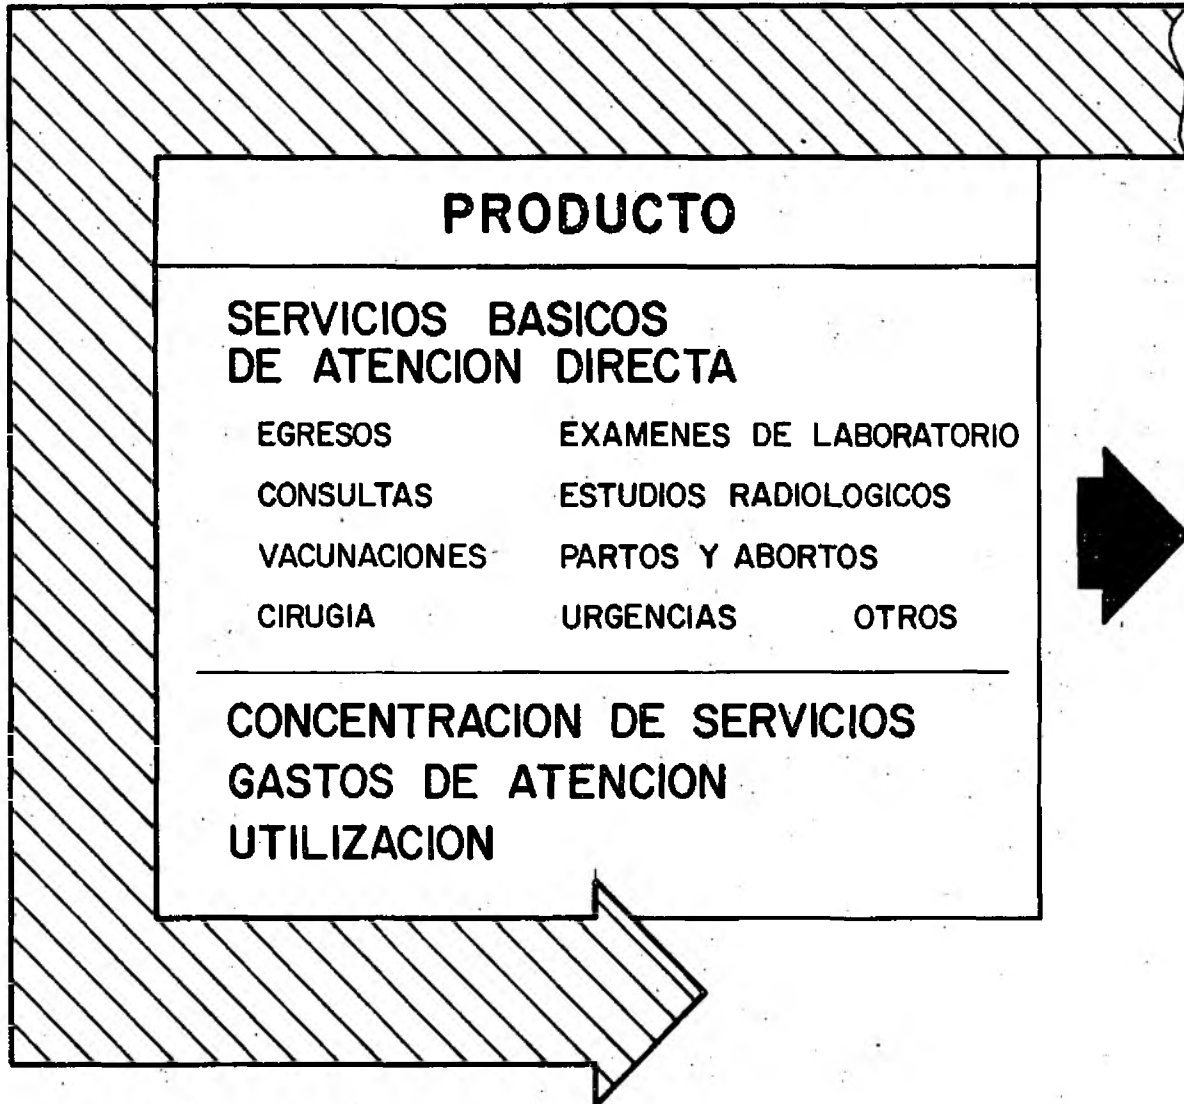 PRODUCTO
SERVICIOS BASICOS
DE ATENCION DIRECTA
EGRESOS EXAMENES DE LABORATORIO
CONSULTAS ESTUDIOS RADIOLOGICOS
VACUNACIONES PARTOS Y ABORTOS
CIRUGIA URGENCIAS OTROS
CONCENTRACION DE SERVICIOS
GASTOS DE ATENCION
UTILIZACION